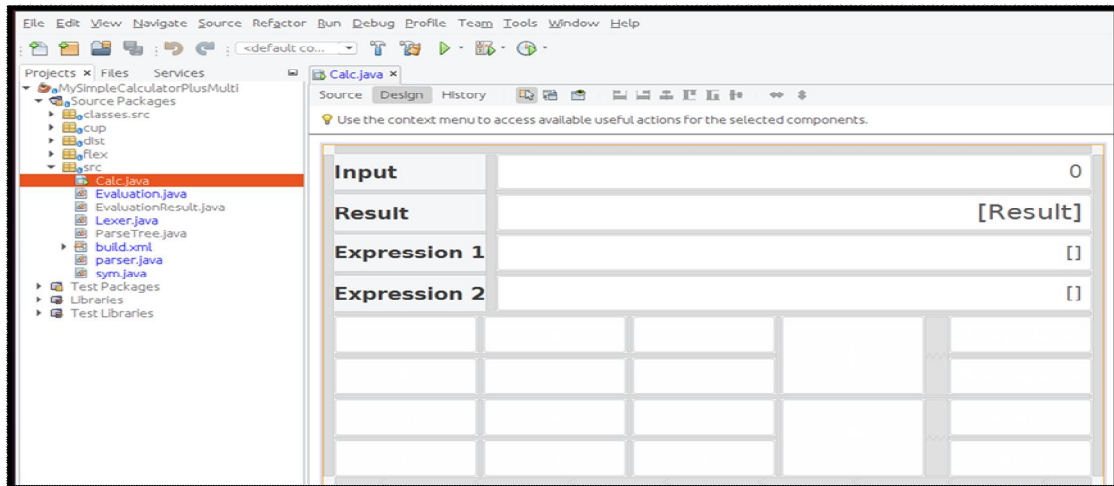 File Edit View Navigate Source Refactor Run Debug Profile Team Tools Window Help
<default co...
Projects × Files Services
Calc.java ×
MySimpleCalculatorPlusMulti
Source Packages
classes.src
cup
dist
flex
src
Calc.java
Evaluation.java
EvaluationResult.java
Lexer.java
ParseTree.java
build.xml
parser.java
sym.java
Test Packages
Libraries
Test Libraries
Source Design History
Use the context menu to access available useful actions for the selected components.
Input 0
Result [Result]
Expression 1 []
Expression 2 []